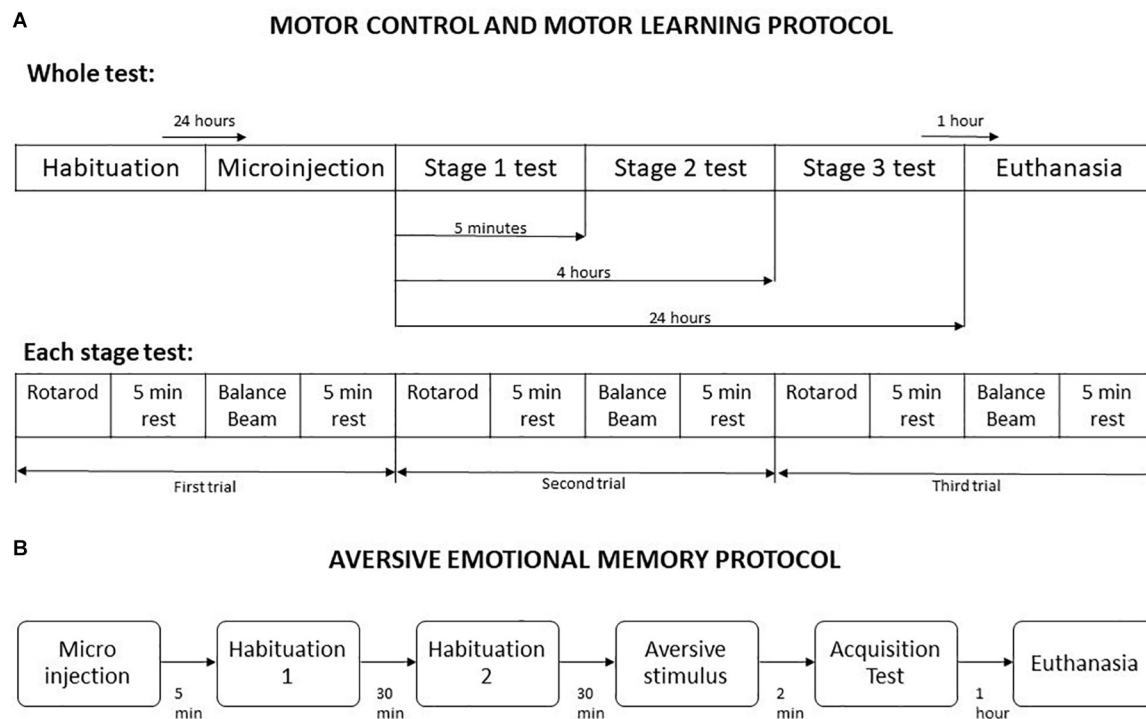 A
MOTOR CONTROL AND MOTOR LEARNING PROTOCOL
Whole test:
24 hours
1 hour
Habituation
Microinjection
Stage 1 test
Stage 2 test
Stage 3 test
Euthanasia
5 minutes
4 hours
24 hours
Each stage test:
Rotarod
5 min
rest
Balance
Beam
5 min
rest
Rotarod
5 min
rest
Balance
Beam
5 min
rest
Rotarod
5 min
rest
Balance
Beam
5 min
rest
First trial
Second trial
Third trial
B
AVERSIVE EMOTIONAL MEMORY PROTOCOL
Micro
injection
5
min
Habituation
1
30
min
Habituation
2
30
min
Aversive
stimulus
2
min
Acquisition
Test
1
hour
Euthanasia